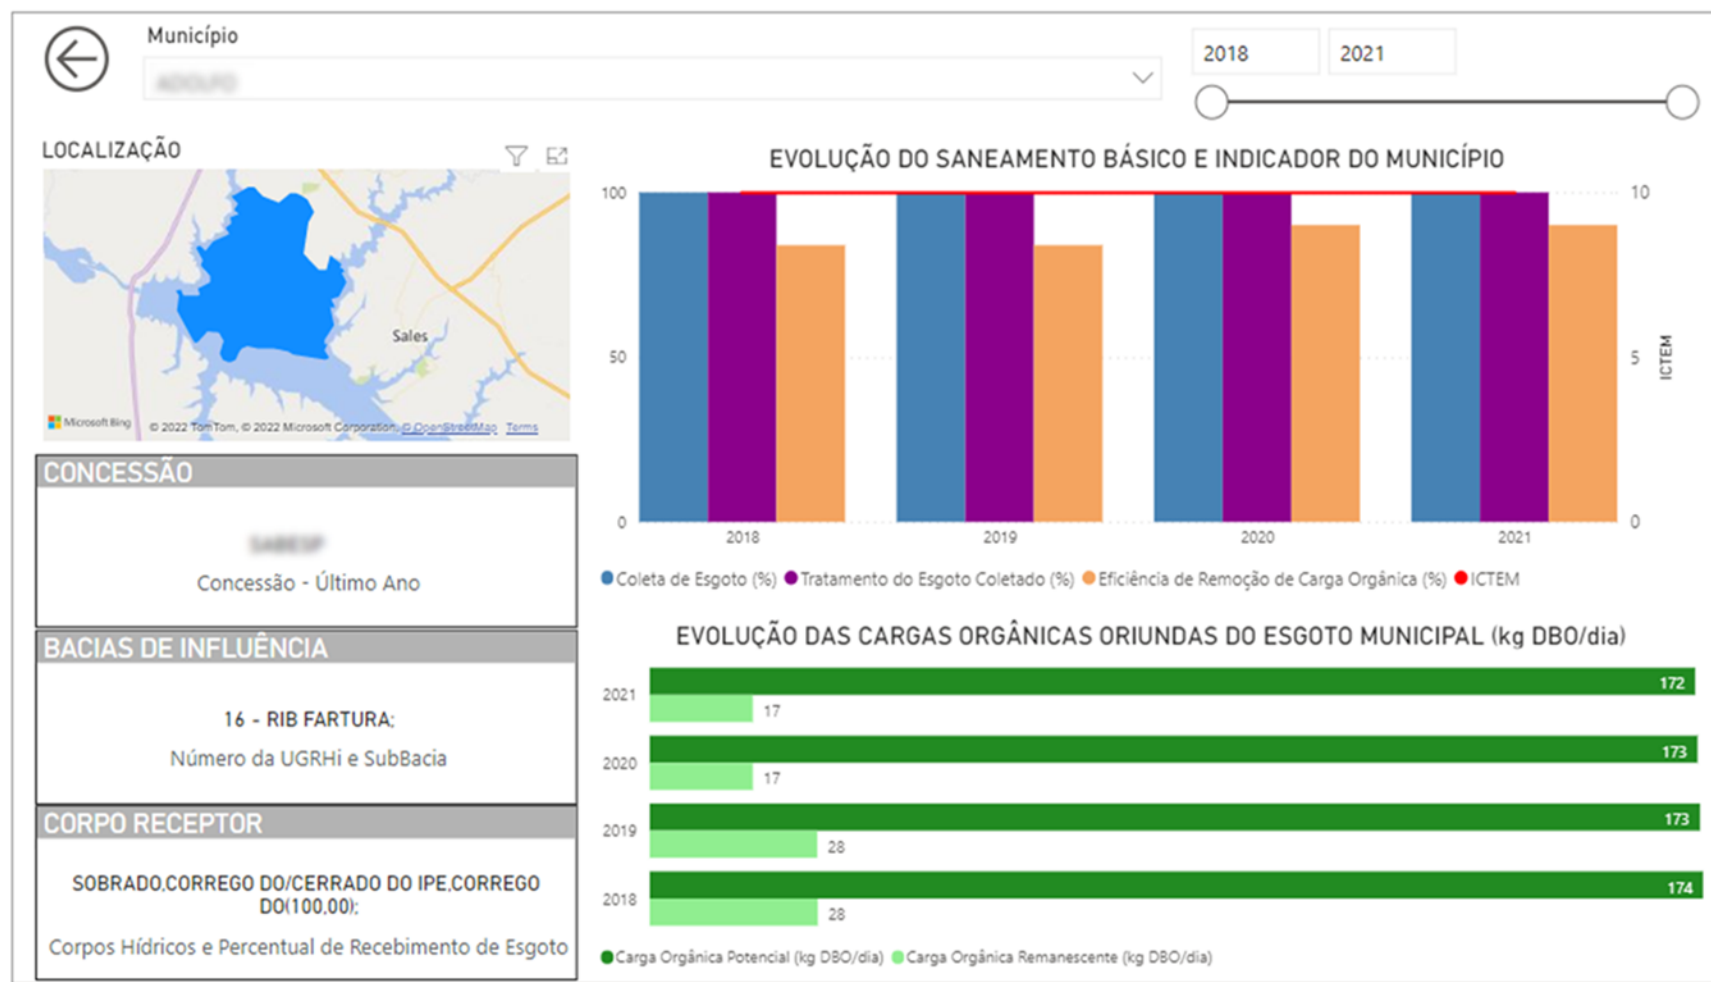 Município
2018
2021
LOCALIZAÇÃO
Sales
Microsoft Bing
© 2022 TomTom, © 2022 Microsoft Corporation, © OpenStreetMap Terms
CONCESSÃO
Concessão - Último Ano
BACIAS DE INFLUÊNCIA
16 - RIB FARTURA;
Número da UGRHi e SubBacia
CORPO RECEPTOR
SOBRADO,CORREGO DO/CERRADO DO IPE,CORREGO
DO(100,00);
Corpos Hídricos e Percentual de Recebimento de Esgoto
EVOLUÇÃO DO SANEAMENTO BÁSICO E INDICADOR DO MUNICÍPIO
100
50
0
10
5
0
ICTEM
2018
2019
2020
2021
Coleta de Esgoto (%) Tratamento do Esgoto Coletado (%) Eficiência de Remoção de Carga Orgânica (%) ICTEM
EVOLUÇÃO DAS CARGAS ORGÂNICAS ORIUNDAS DO ESGOTO MUNICIPAL (kg DBO/dia)
2021
172
17
2020
173
17
2019
173
28
2018
174
28
Carga Orgânica Potencial (kg DBO/dia) Carga Orgânica Remanescente (kg DBO/dia)